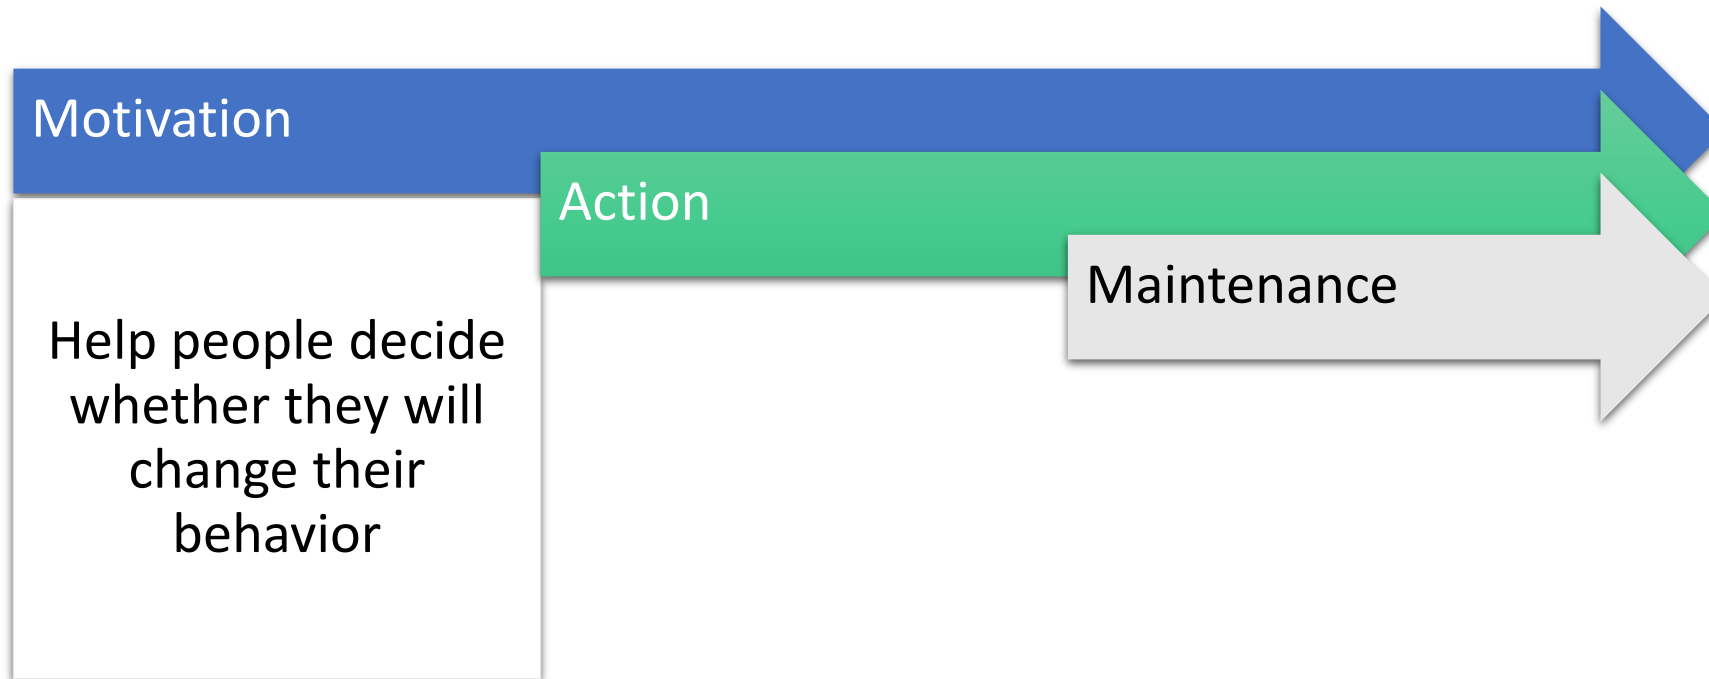 Motivation
Action
Maintenance
Help people decide
whether they will
change their
behavior